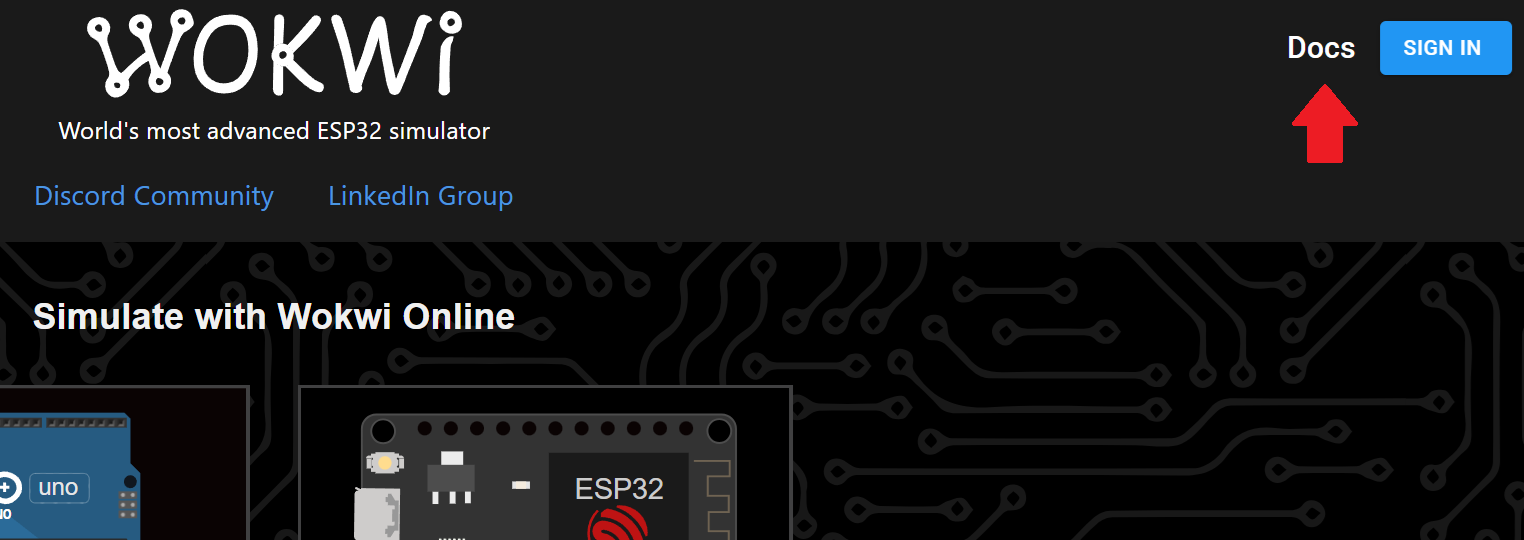 WOKWi
Docs
SIGN IN
World's most advanced ESP32 simulator
Discord Community
LinkedIn Group
Simulate with Wokwi Online
uno
NO
ESP32